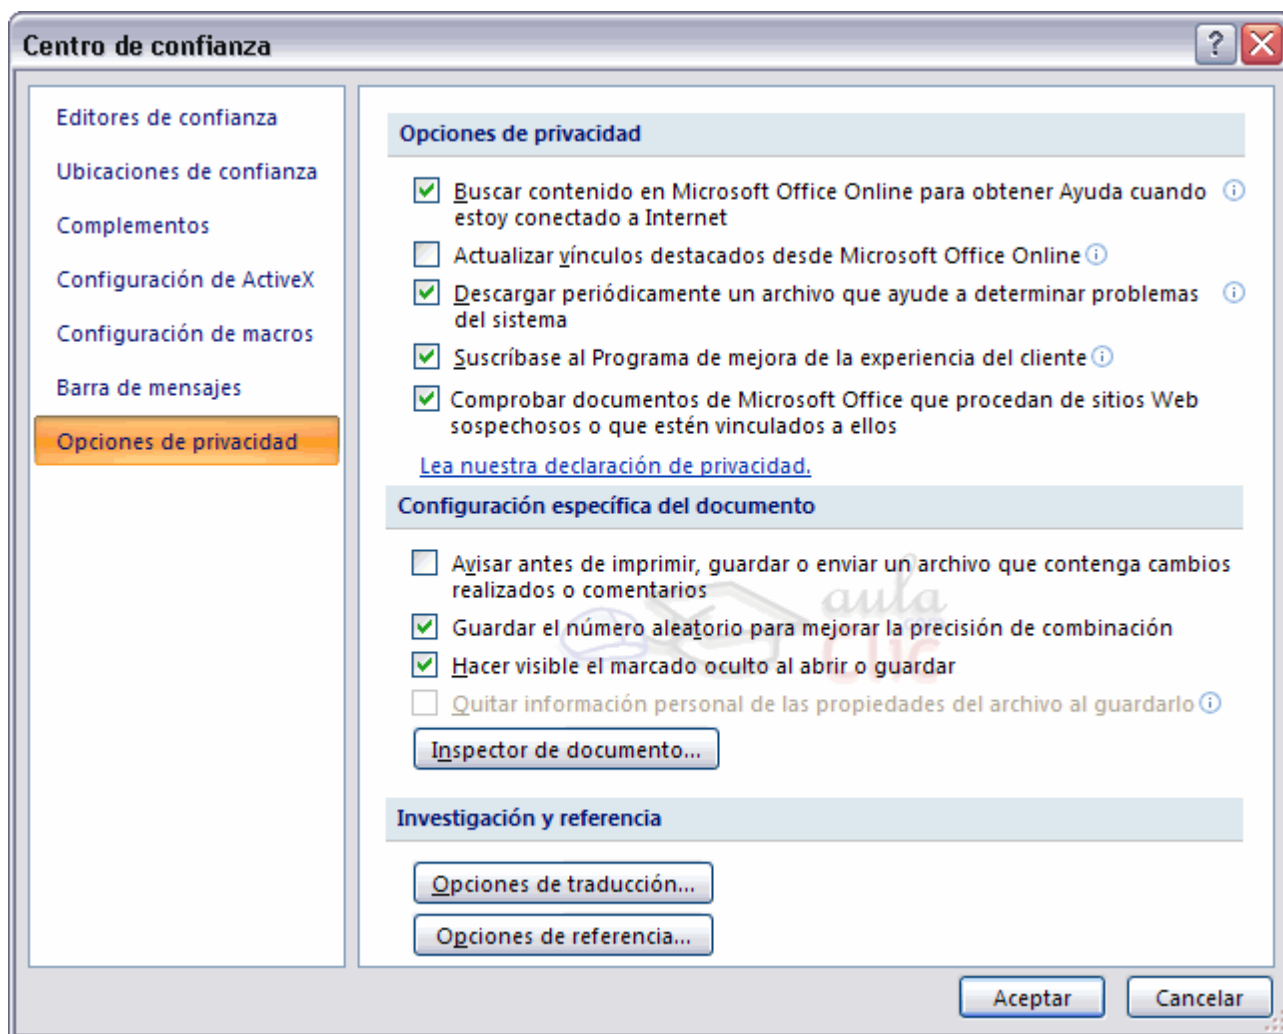 Centro de confianza
Editores de confianza
Ubicaciones de confianza
Complementos
Configuración de ActiveX
Configuración de macros
Barra de mensajes
Opciones de privacidad
Opciones de privacidad
Buscar contenido en Microsoft Office Online para obtener Ayuda cuando
estoy conectado a Internet
Actualizar vínculos destacados desde Microsoft Office Online
Descargar periódicamente un archivo que ayude a determinar problemas
del sistema
Suscríbase al Programa de mejora de la experiencia del cliente
Comprobar documentos de Microsoft Office que procedan de sitios Web
sospechosos o que estén vinculados a ellos
Lea nuestra declaración de privacidad.
Configuración específica del documento
Avisar antes de imprimir, guardar o enviar un archivo que contenga cambios
realizados o comentarios
aula
Clic
Guardar el número aleatorio para mejorar la precisión de combinación
Hacer visible el marcado oculto al abrir o guardar
Quitar información personal de las propiedades del archivo al guardarlo
Inspector de documento...
Investigación y referencia
Opciones de traducción...
Opciones de referencia...
Aceptar
Cancelar